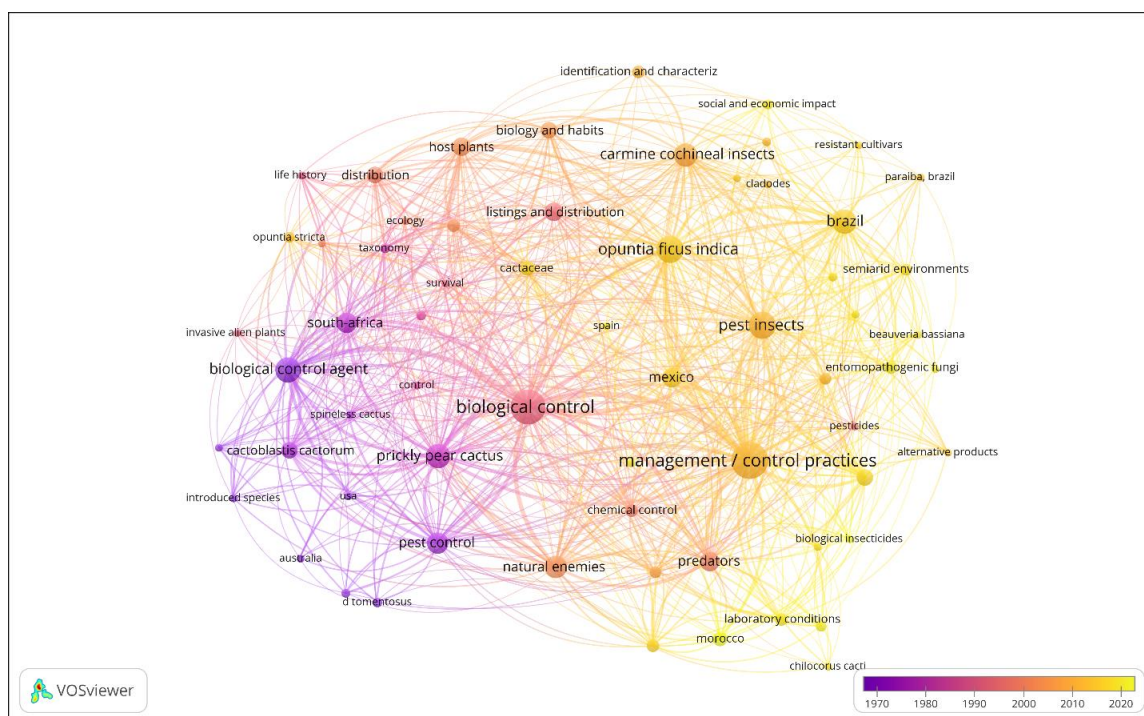 identification and characteriz
social and economic impact
biology and habits
host plants
carmine cochineal insects
resistant cultivars
life history
distribution
cladodes
paraiba, brazil
ecology
listings and distribution
brazil
opuntia stricta
taxonomy
opuntia ficus indica
cactaceae
semiarid environments
survival
south-africa
invasive alien plants
spain
pest insects
beauveria bassiana
biological control agent
entomopathogenic fungi
control
mexico
biological control
spineless cactus
pesticides
cactoblastis cactorum
prickly pear cactus
management / control practices
alternative products
introduced species
usa
chemical control
pest control
biological insecticides
australia
natural enemies
predators
d tomentosus
laboratory conditions
morocco
chilocorus cacti
VOSviewer
1970 1980 1990 2000 2010 2020